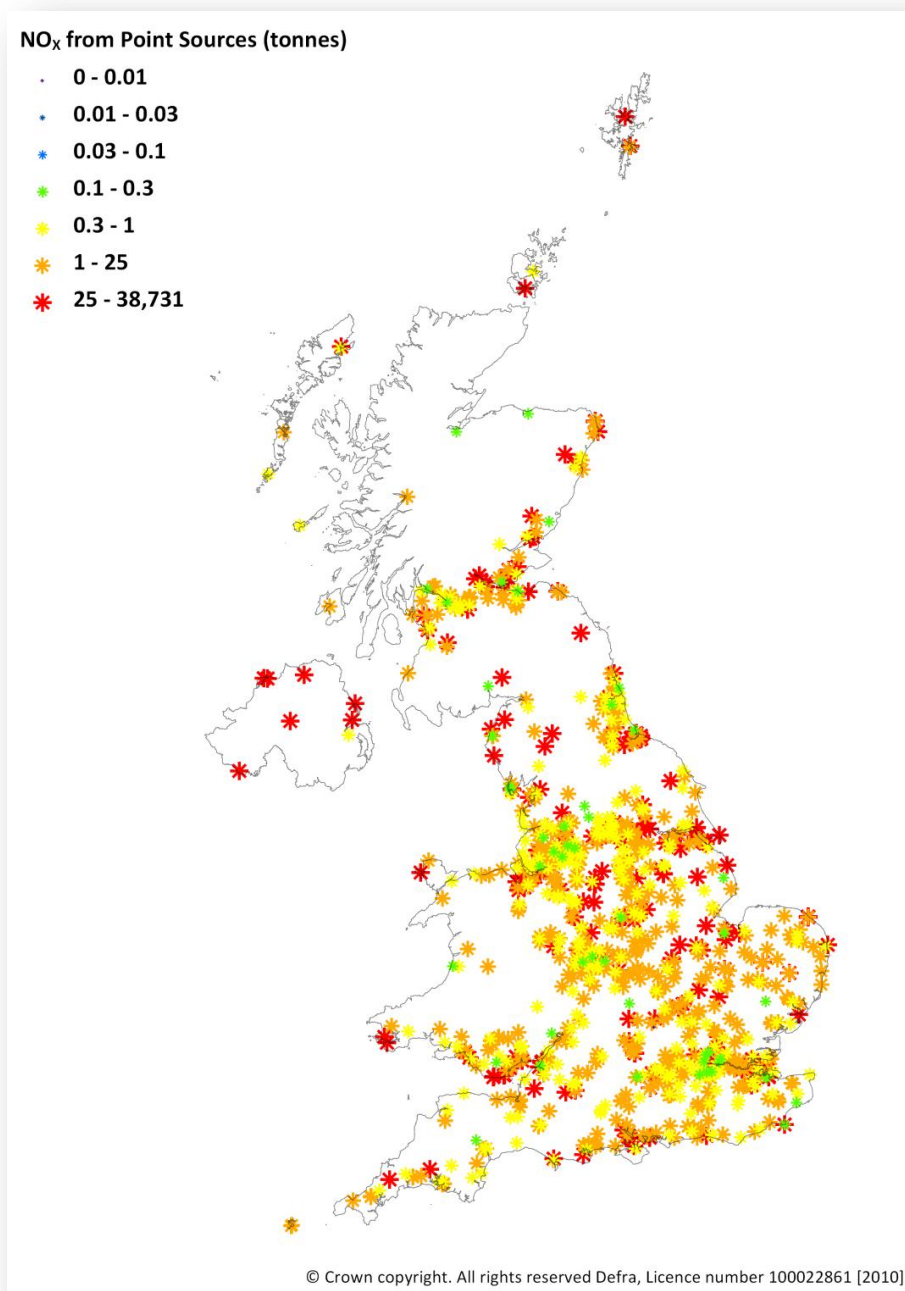 NOX from Point Sources (tonnes)
0 - 0.01
0.01 - 0.03
0.03 - 0.1
0.1 - 0.3
0.3 - 1
1 - 25
25 - 38,731
© Crown copyright. All rights reserved Defra, Licence number 100022861 [2010]